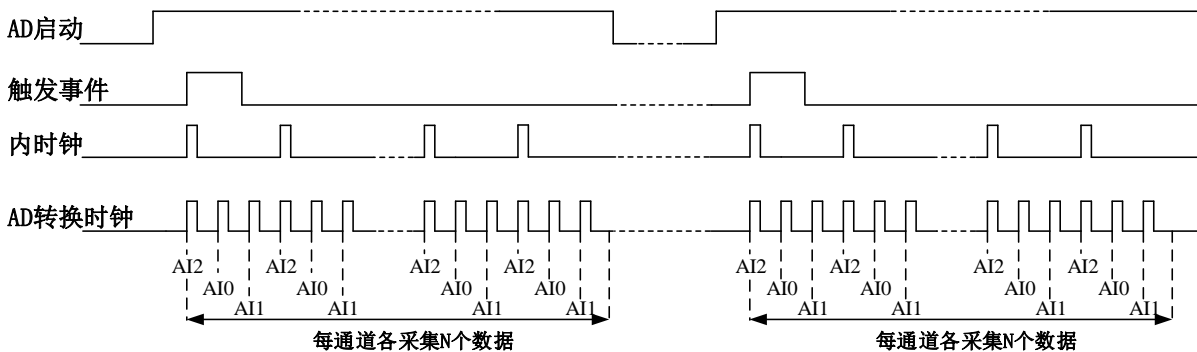 AD启动
触发事件
内时钟
AD转换时钟
AI2 AI2 AI2 AI2 AI2 AI2 AI2 AI2
AI0 AI0 AI0 AI0 AI0 AI0 AI0 AI0
AI1 AI1 AI1 AI1 AI1 AI1 AI1 AI1
每通道各采集N个数据 每通道各采集N个数据